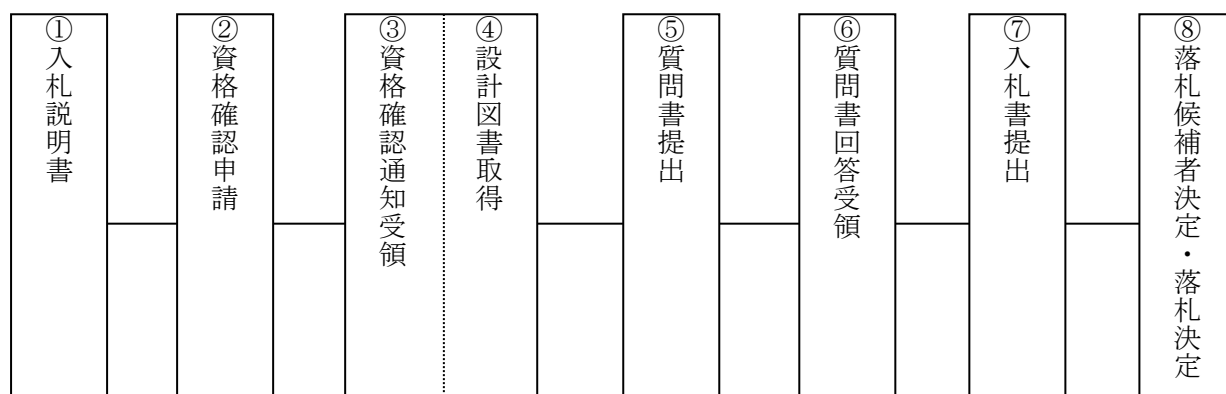 ①入札説明書
②資格確認申請
③資格確認通知受領
④設計図書取得
⑤質問書提出
⑥質問書回答受領
⑦入札書提出
⑧落札候補者決定・落札決定